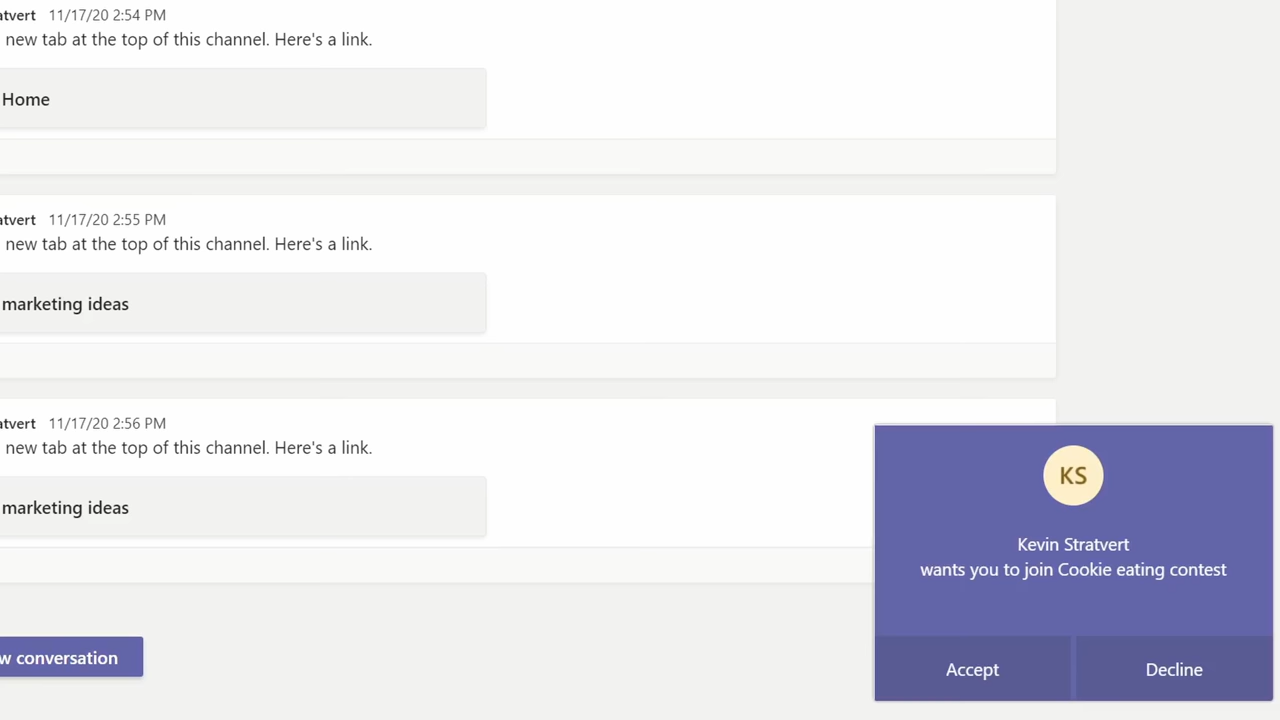 atvert 11/17/20 2:54 PM
new tab at the top of this channel. Here's a link.
Home
atvert 11/17/20 2:55 PM
new tab at the top of this channel. Here's a link.
marketing ideas
atvert 11/17/20 2:56 PM
new tab at the top of this channel. Here's a link.
marketing ideas
w conversation
KS
Kevin Stratvert
wants you to join Cookie eating contest
Accept
Decline